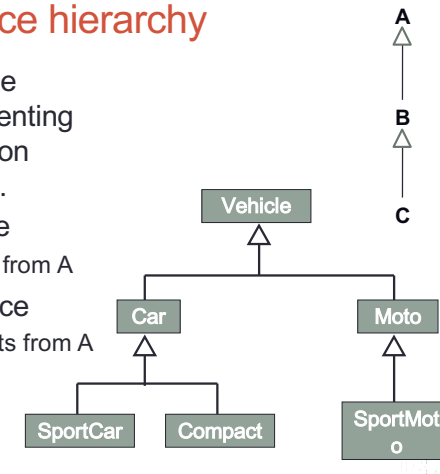 ce hierarchy
e
enting
on
.
e
from A
ce
ts from A
A
B
C
Vehicle
Car
Moto
SportCar
Compact
SportMot
o